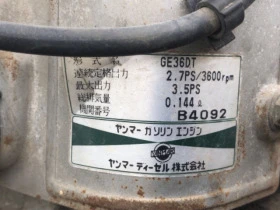 形式 GE36DT
連続定格出力 2.7PS/3600rpm
最大出力 3.5PS
総排気量 0.144ℓ
機関番号 B4092
ヤンマー ガソリン エンジン
YANMAR
ヤンマーディーゼル株式会社